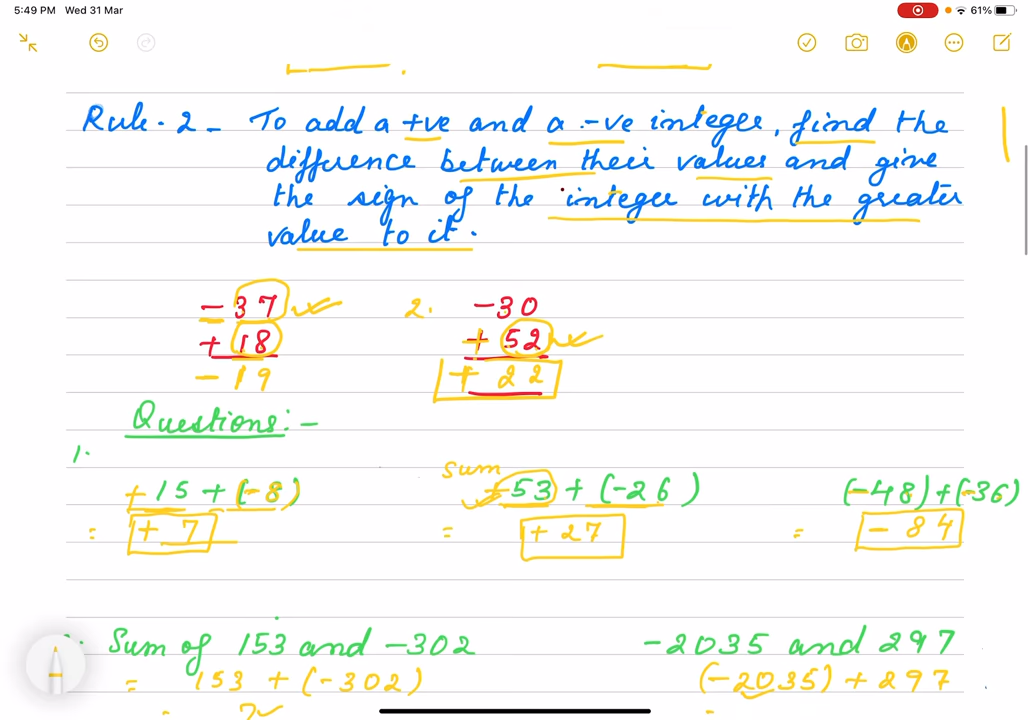 5:49 PM Wed 31 Mar
61%
Rule - 2 - To add a +ve and a -ve integer, find the
difference between their values and give
the sign of the integer with the greater
value to it.
-37 2. -30
+18 +52
-19 +22
Questions:-
1.
Sum
+15 + (-8) +53 + (-26) (-48)+(-36)
= +7 = +27 = -84
Sum of 153 and -302 -2035 and 297
= 153 + (-302) (-2035) + 297